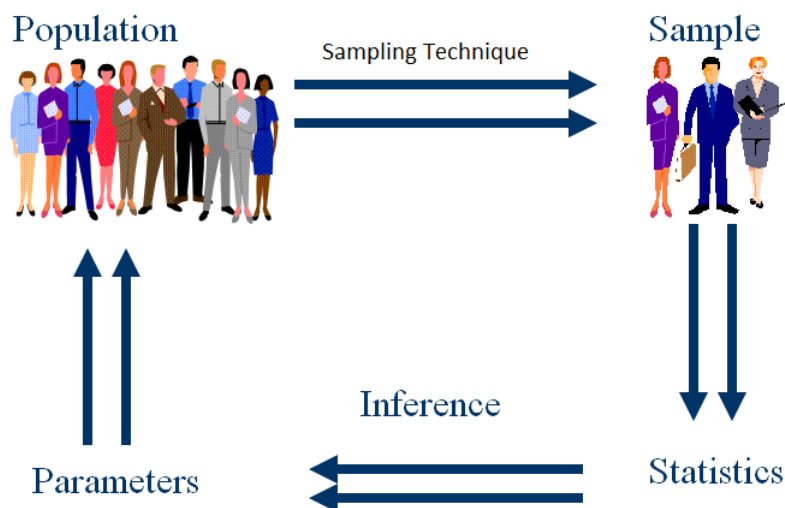 Population
Sampling Technique
Sample
Inference
Parameters
Statistics